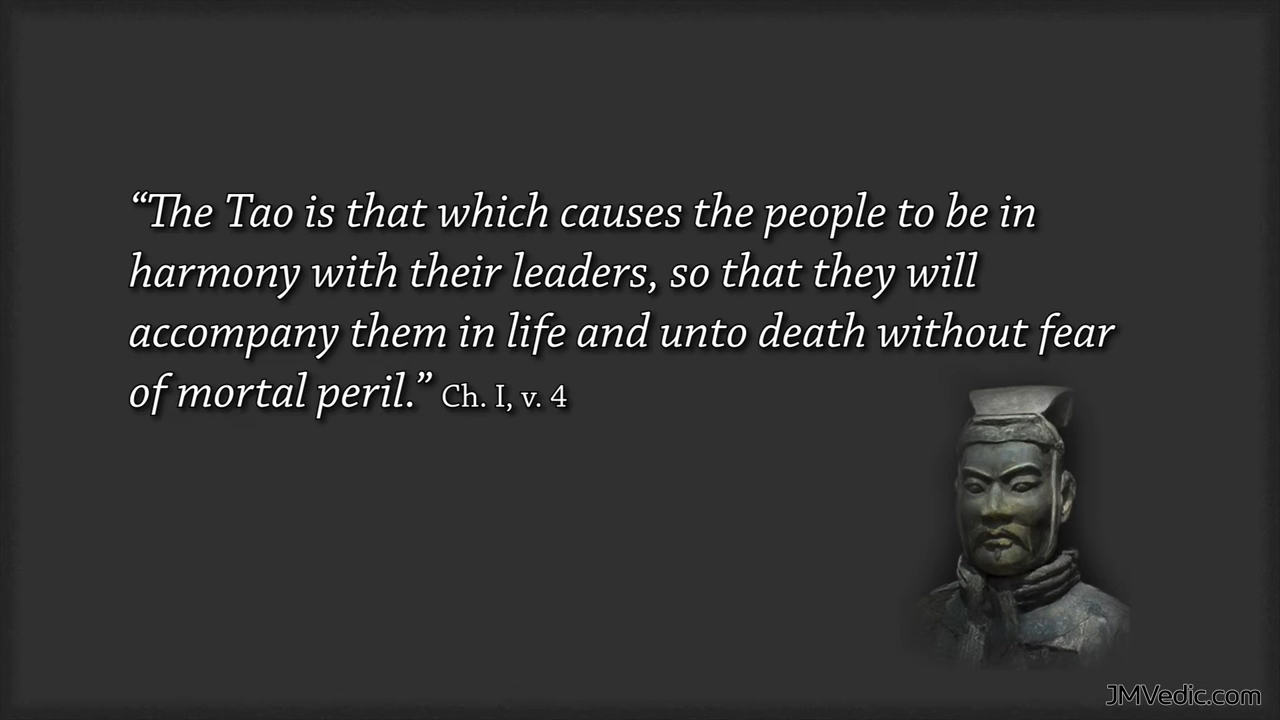 “The Tao is that which causes the people to be in
harmony with their leaders, so that they will
accompany them in life and unto death without fear
of mortal peril.” Ch. I, v. 4
JMVedic.com